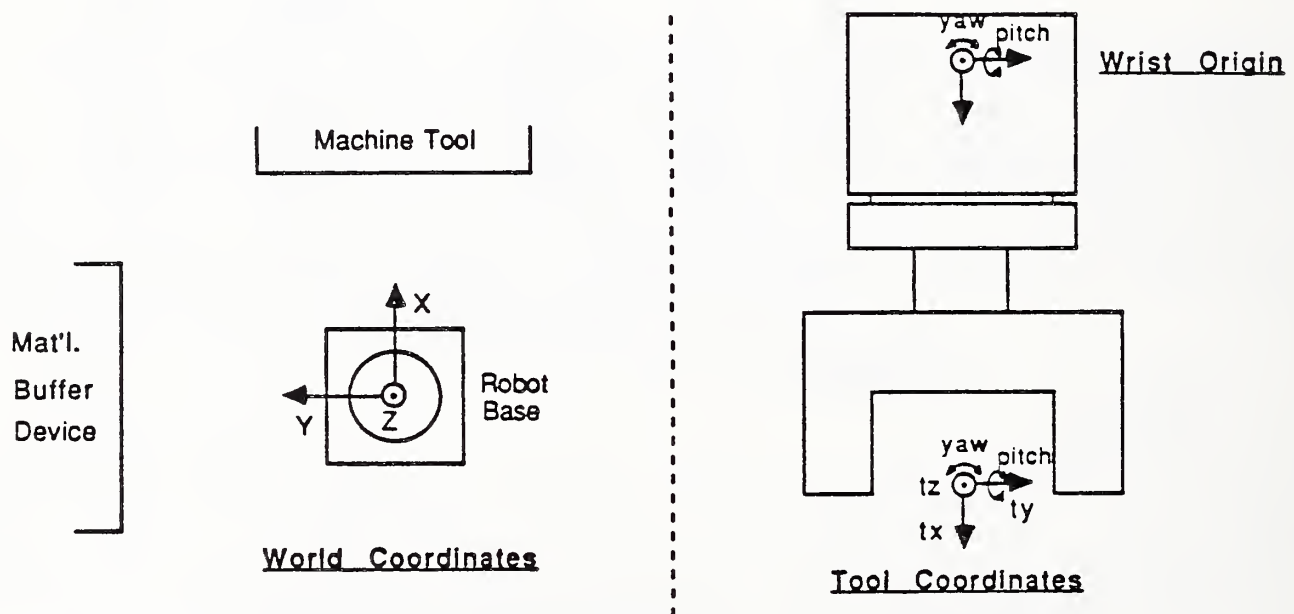 Machine Tool
X
Mat'l.
Buffer
Device
Robot
Base
Y
Z
World Coordinates
yaw
pitch
Wrist Origin
yaw
pitch
tz
ty
tx
Tool Coordinates